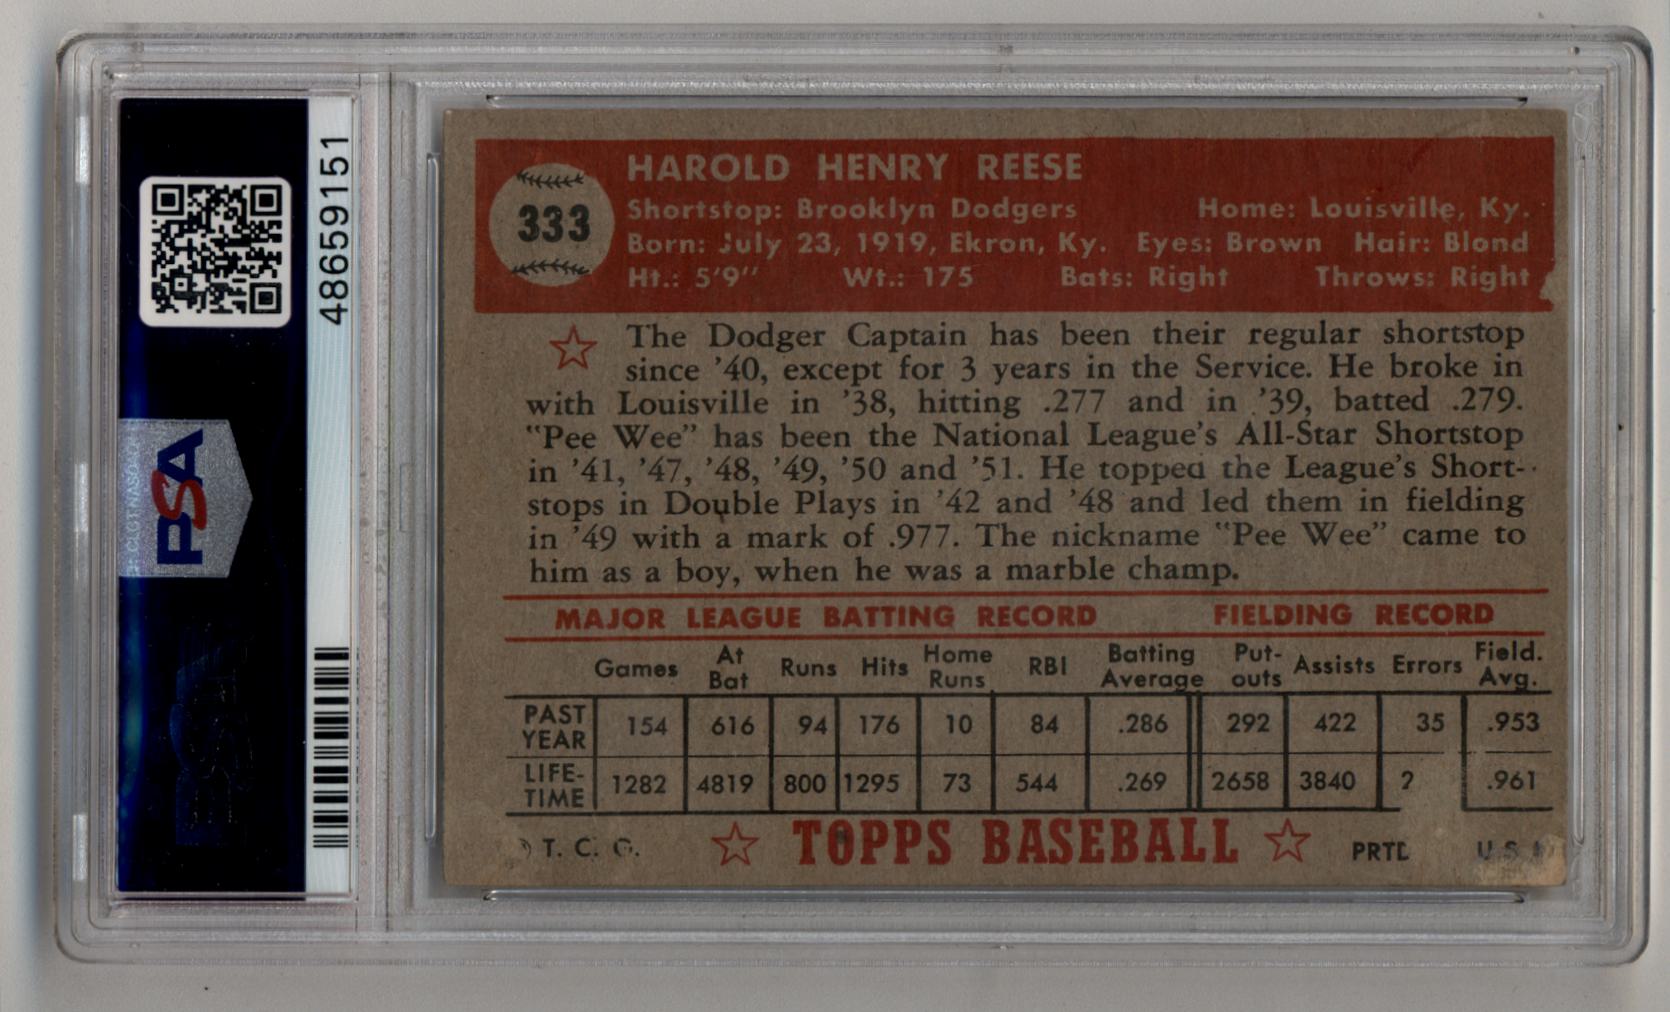 48659151
PSA
333
HAROLD HENRY REESE
Shortstop: Brooklyn Dodgers Home: Louisville, Ky.
Born: July 23, 1919, Ekron, Ky. Eyes: Brown Hair: Blond
Ht.: 5'9" Wt.: 175 Bats: Right Throws: Right
The Dodger Captain has been their regular shortstop
since '40, except for 3 years in the Service. He broke in
with Louisville in '38, hitting .277 and in '39, batted .279.
"Pee Wee" has been the National League's All-Star Shortstop
in '41, '47, '48, '49, '50 and '51. He topped the League's Short-
stops in Double Plays in '42 and '48 and led them in fielding
in '49 with a mark of .977. The nickname "Pee Wee" came to
him as a boy, when he was a marble champ.
MAJOR LEAGUE BATTING RECORD FIELDING RECORD
Games At Bat Runs Hits Home Runs RBI Batting Average Put-outs Assists Errors Field. Avg.
PAST YEAR 154 616 94 176 10 84 .286 292 422 35 .953
LIFE-TIME 1282 4819 800 1295 73 544 .269 2658 3840 .961
T. C. G. TOPPS BASEBALL